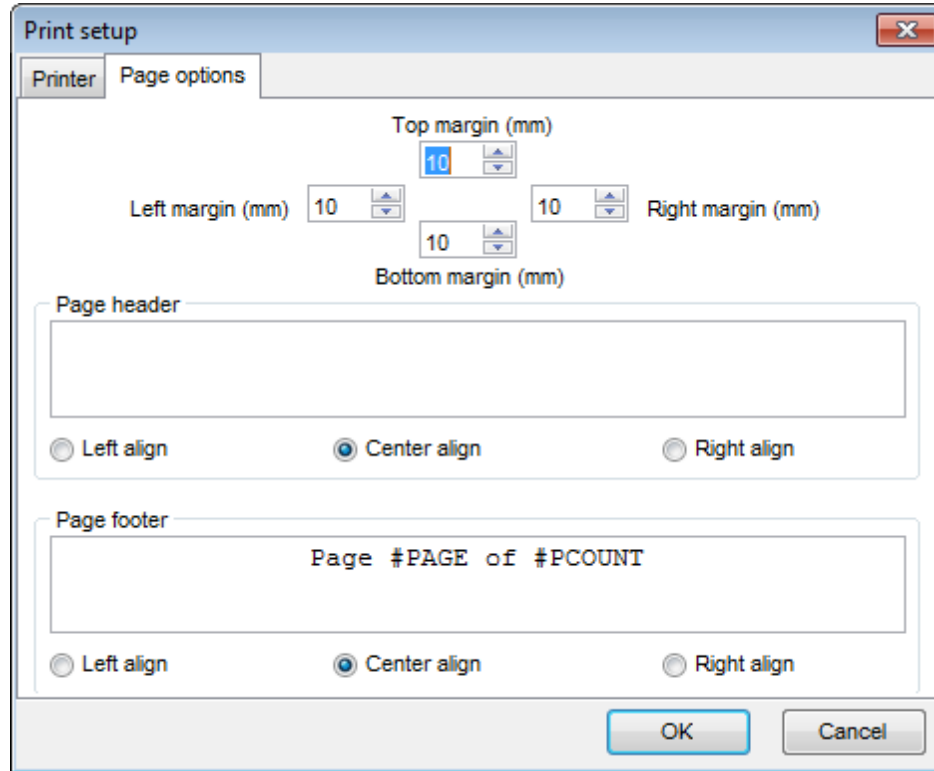 Print setup
Printer Page options
Top margin (mm)
10
Left margin (mm) 10 10 Right margin (mm)
10
Bottom margin (mm)
Page header
Left align Center align Right align
Page footer
Page #PAGE of #PCOUNT
Left align Center align Right align
OK Cancel